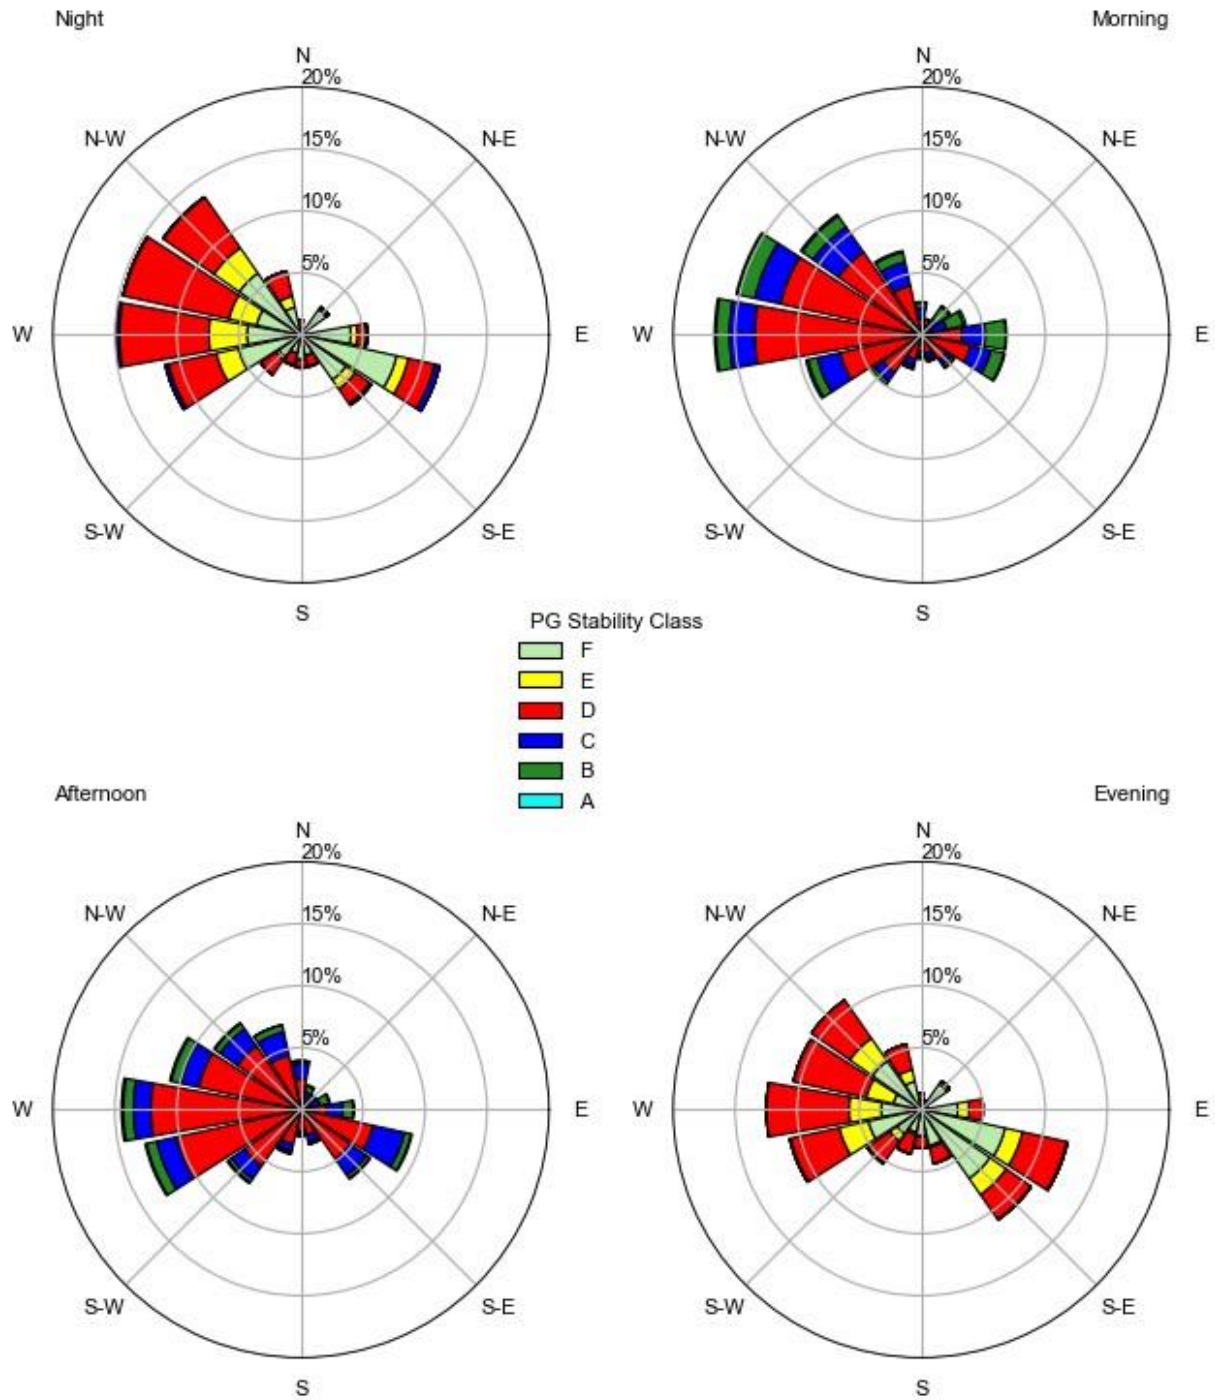 Night
Morning
N
20%
N-W
N-E
15%
10%
5%
W
E
S-W
S-E
S
N
20%
N-W
N-E
15%
10%
5%
W
E
S-W
S-E
S
PG Stability Class
F
E
D
C
B
A
Afternoon
Evening
N
20%
N-W
N-E
15%
10%
5%
W
E
S-W
S-E
S
N
20%
N-W
N-E
15%
10%
5%
W
E
S-W
S-E
S